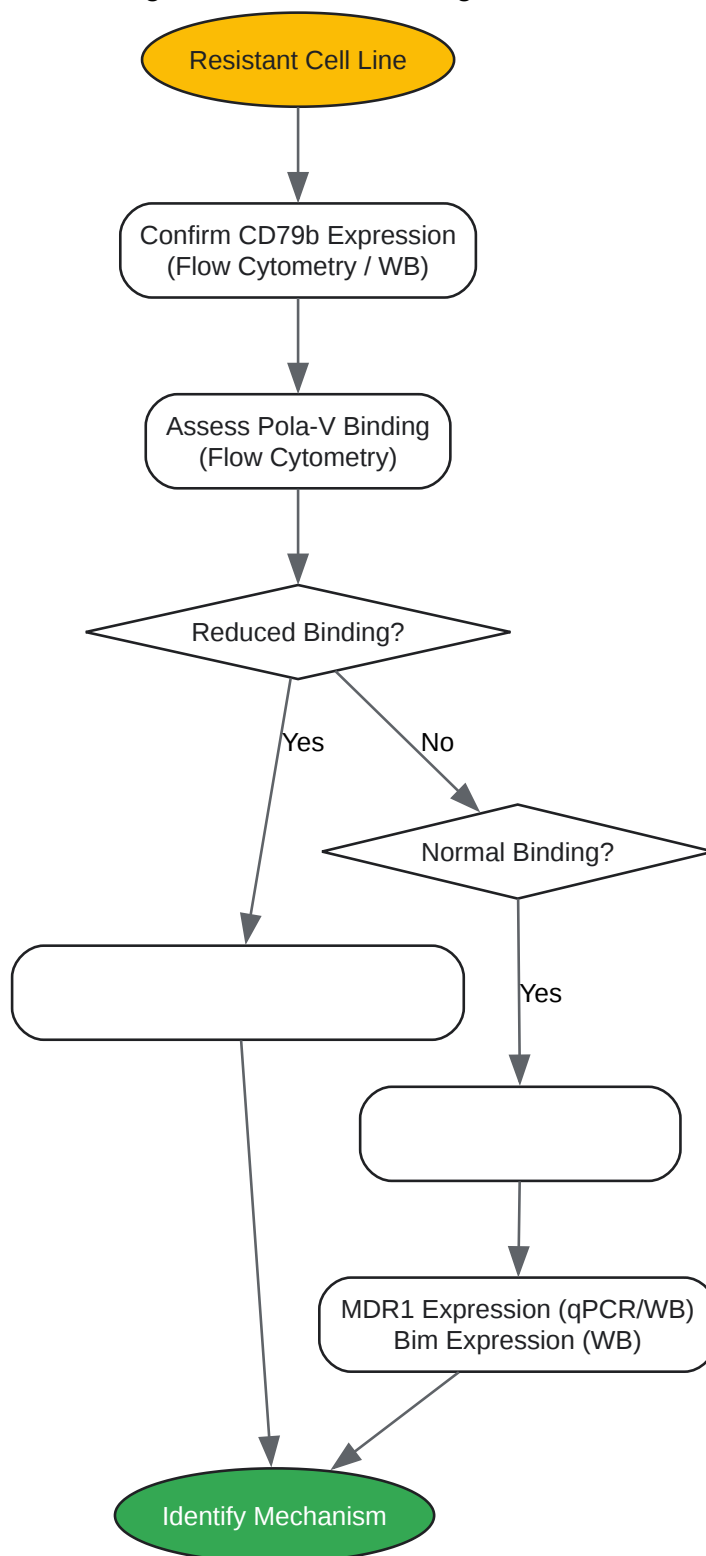 Resistant Cell Line
Confirm CD79b Expression
(Flow Cytometry / WB)
Assess Pola-V Binding
(Flow Cytometry)
Reduced Binding?
Yes
No
Normal Binding?
Yes
MDR1 Expression (qPCR/WB)
Bim Expression (WB)
Identify Mechanism